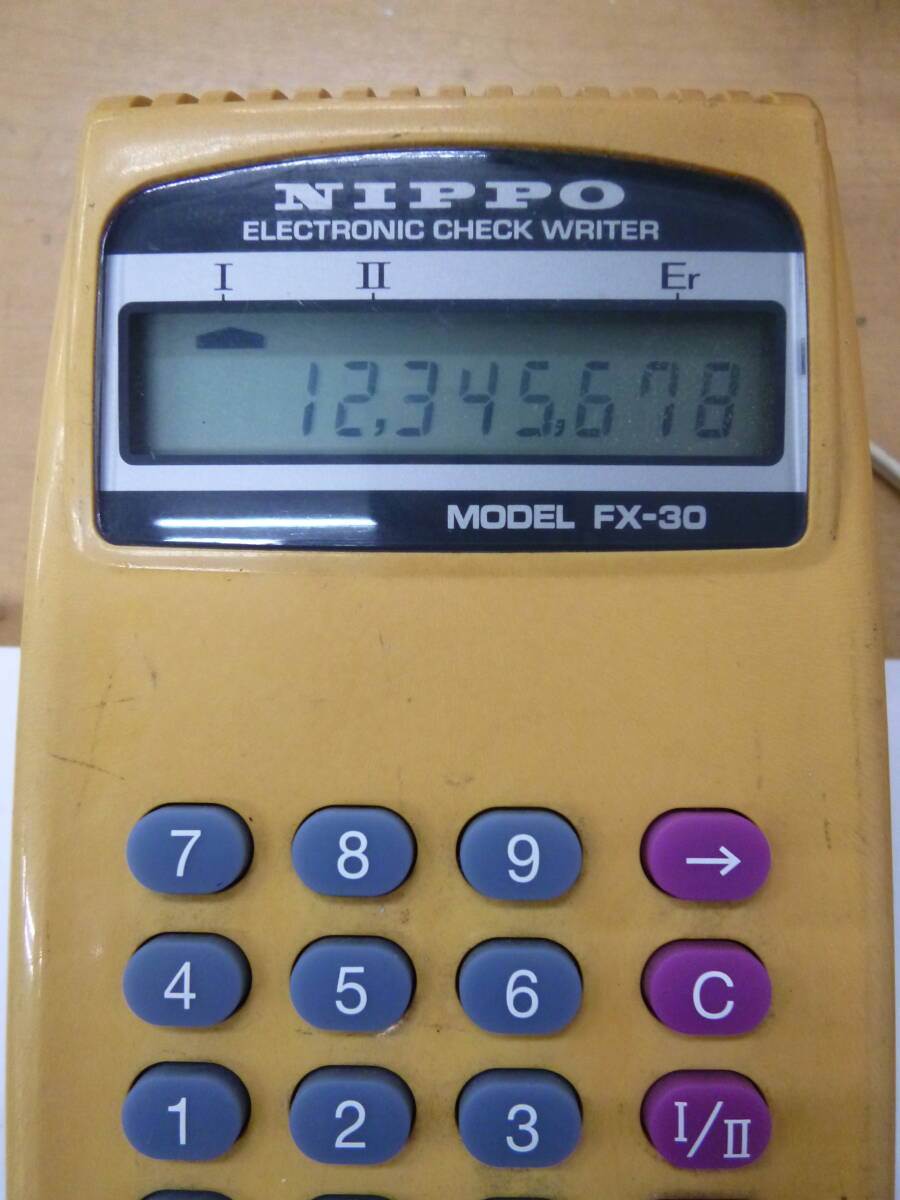 NIPPO
ELECTRONIC CHECK WRITER
I II Er
12,345,678
MODEL FX-30
7 8 9 →
4 5 6 C
1 2 3 I/II